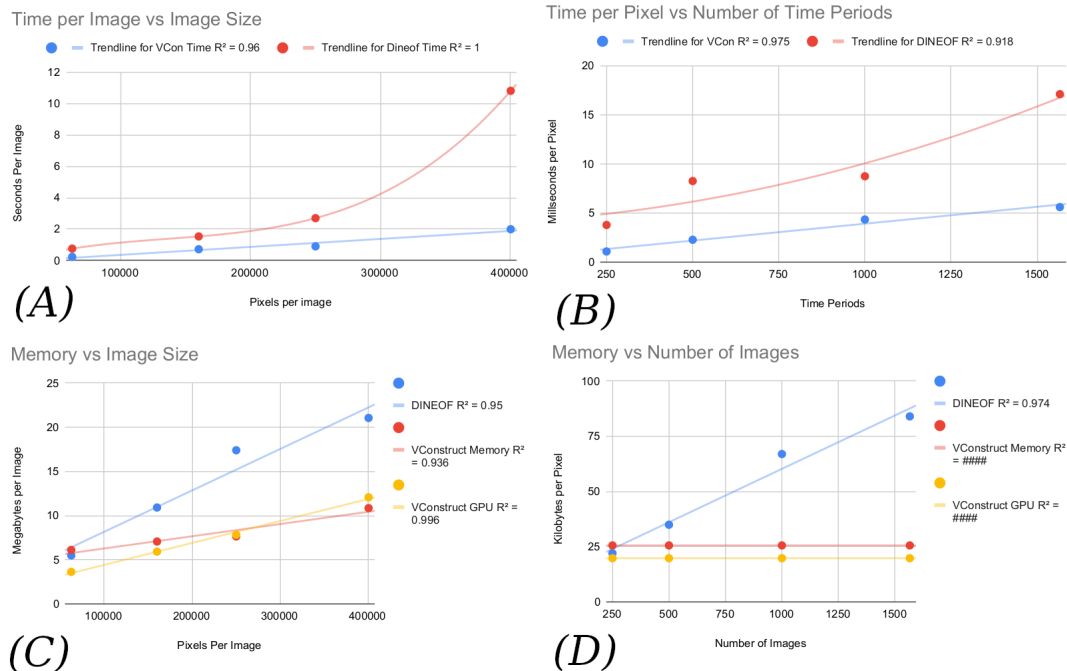 Time per Image vs Image Size
Trendline for VCon Time R² = 0.96 Trendline for Dineof Time R² = 1
12
10
8
6
4
2
0
Seconds Per Image
100000 200000 300000 400000
Pixels per image
(A)
Time per Pixel vs Number of Time Periods
Trendline for VCon R² = 0.975 Trendline for DINEOF R² = 0.918
20
15
10
5
0
Millseconds per Pixel
250 500 750 1000 1250 1500
Time Periods
(B)
Memory vs Image Size
25
20
15
10
5
0
Megabytes per Image
100000 200000 300000 400000
Pixels Per Image
DINEOF R² = 0.95
VConstruct Memory R²
= 0.936
VConstruct GPU R² =
0.996
(C)
Memory vs Number of Images
100
75
50
25
0
Kilobytes per Pixel
250 500 750 1000 1250 1500
Number of Images
DINEOF R² = 0.974
VConstruct Memory R²
= ####
VConstruct GPU R² =
####
(D)